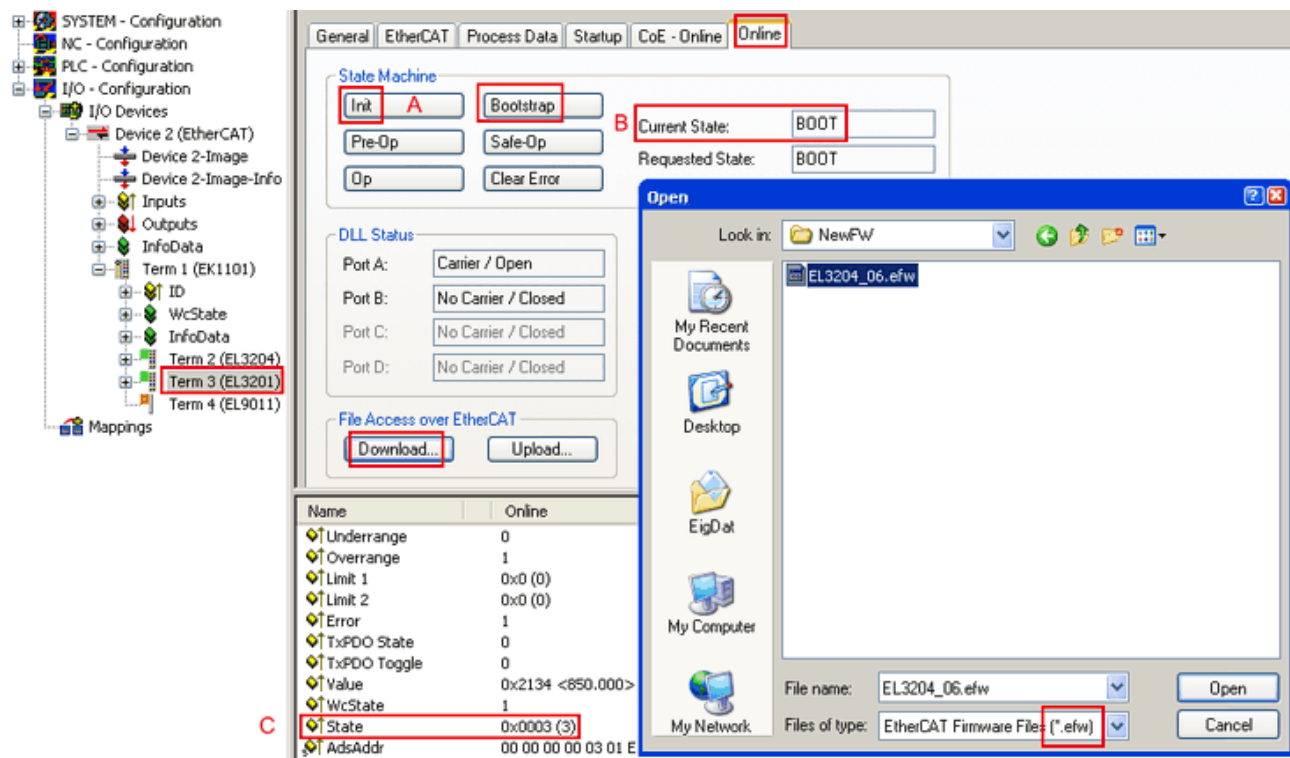 SYSTEM - Configuration
NC - Configuration
PLC - Configuration
I/O - Configuration
I/O Devices
Device 2 (EtherCAT)
Device 2-Image
Device 2-Image-Info
Inputs
Outputs
InfoData
Term 1 (EK1101)
ID
WcState
InfoData
Term 2 (EL3204)
Term 3 (EL3201)
Term 4 (EL9011)
Mappings
General EtherCAT Process Data Startup CoE - Online Online
State Machine
Init A Bootstrap
Pre-Op Safe-Op
Op Clear Error
B Current State: BOOT
Requested State: BOOT
DLL Status
Port A: Carrier / Open
Port B: No Carrier / Closed
Port C: No Carrier / Closed
Port D: No Carrier / Closed
File Access over EtherCAT
Download... Upload...
Name Online
Underrange 0
Overrange 1
Limit 1 0x0 (0)
Limit 2 0x0 (0)
Error 1
TxPDO State 0
TxPDO Toggle 0
Value 0x2134 <850.000>
WcState 1
C State 0x0003 (3)
AdsAddr 00 00 00 00 03 01 E
Open
Look in: NewFW
EL3204_06.efw
My Recent
Documents
Desktop
EigDat
My Computer
My Network
File name: EL3204_06.efw Open
Files of type: EtherCAT Firmware Files (*.efw) Cancel